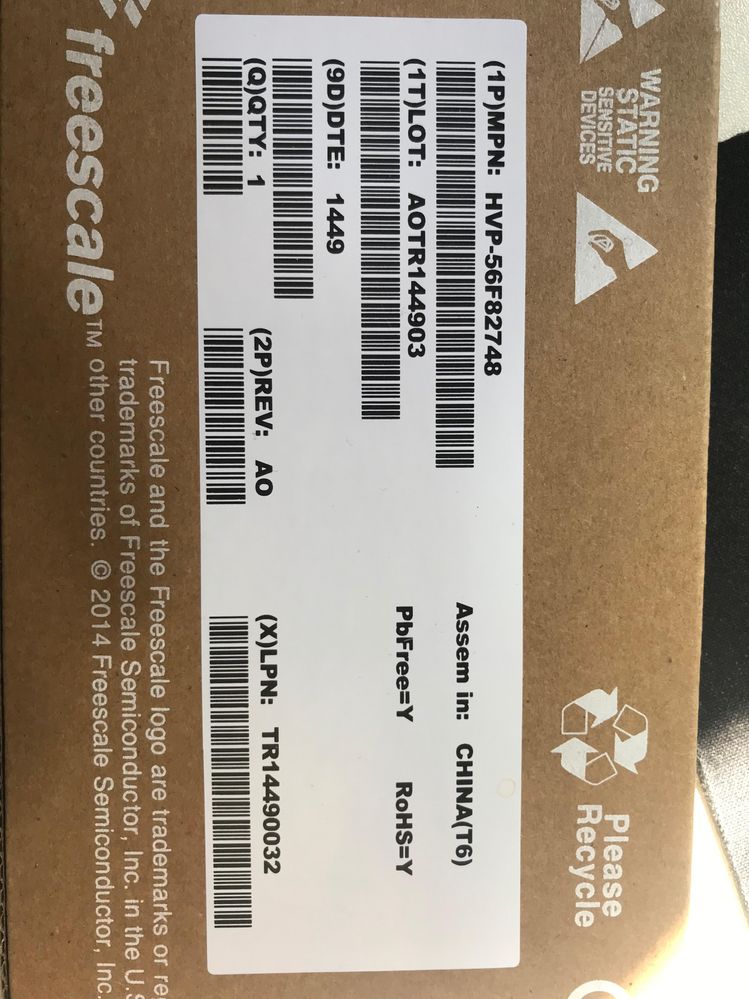 WARNING
STATIC
SENSITIVE
DEVICES
Please
Recycle
(1P)MPN: HVP-56F82748
Assem in: CHINA(T6)
(1T)LOT: AOTR144903
PbFree=Y RoHS=Y
(9D)DTE: 1449
(Q)QTY: 1
(2P)REV: AO
(X)LPN: TR14490032
freescale™
Freescale and the Freescale logo are trademarks or
trademarks of Freescale Semiconductor, Inc. in the U.S
other countries. © 2014 Freescale Semiconductor, Inc.